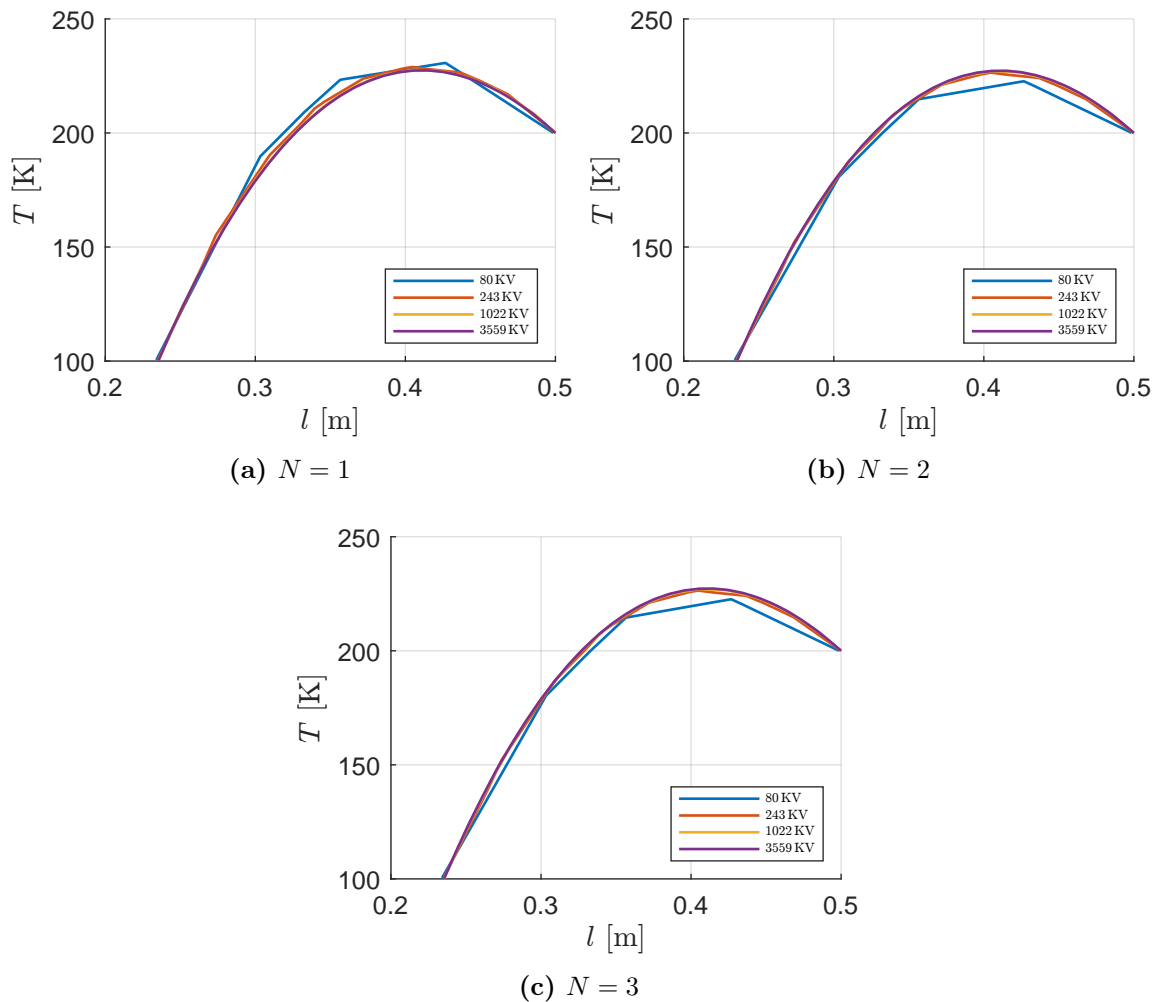 250
200
150
100
T [K]
0.2 0.3 0.4 0.5
l [m]
80 KV
243 KV
1022 KV
3559 KV
(a) N = 1
250
200
150
100
T [K]
0.2 0.3 0.4 0.5
l [m]
80 KV
243 KV
1022 KV
3559 KV
(b) N = 2
250
200
150
100
T [K]
0.2 0.3 0.4 0.5
l [m]
80 KV
243 KV
1022 KV
3559 KV
(c) N = 3